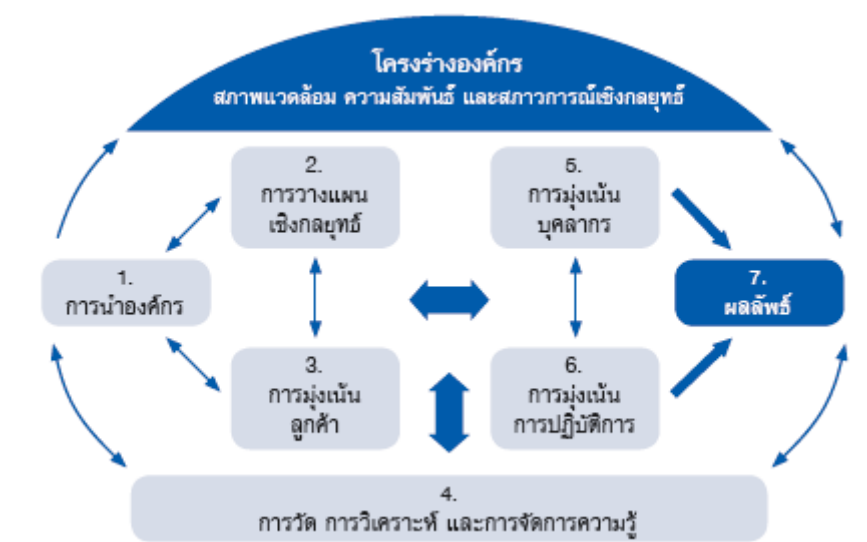 โครงร่างองค์กร
สภาพแวดล้อม ความสัมพันธ์ และสภาวการณ์เชิงกลยุทธ์
2.
การวางแผน
เชิงกลยุทธ์
5.
การมุ่งเน้น
บุคลากร
1.
การนำองค์กร
7.
ผลลัพธ์
3.
การมุ่งเน้น
ลูกค้า
6.
การมุ่งเน้น
การปฏิบัติการ
4.
การวัด การวิเคราะห์ และการจัดการความรู้